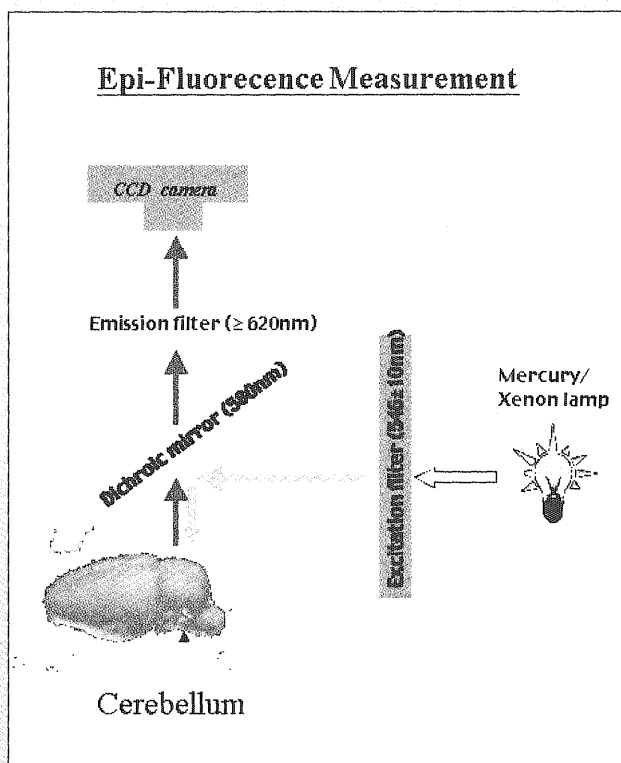 Epi-Fluorecence Measurement
CCD camera
Emission filter (≥ 620nm)
Dichroic mirror (580nm)
Excitation filter (546±10nm)
Mercury/
Xenon lamp
Cerebellum